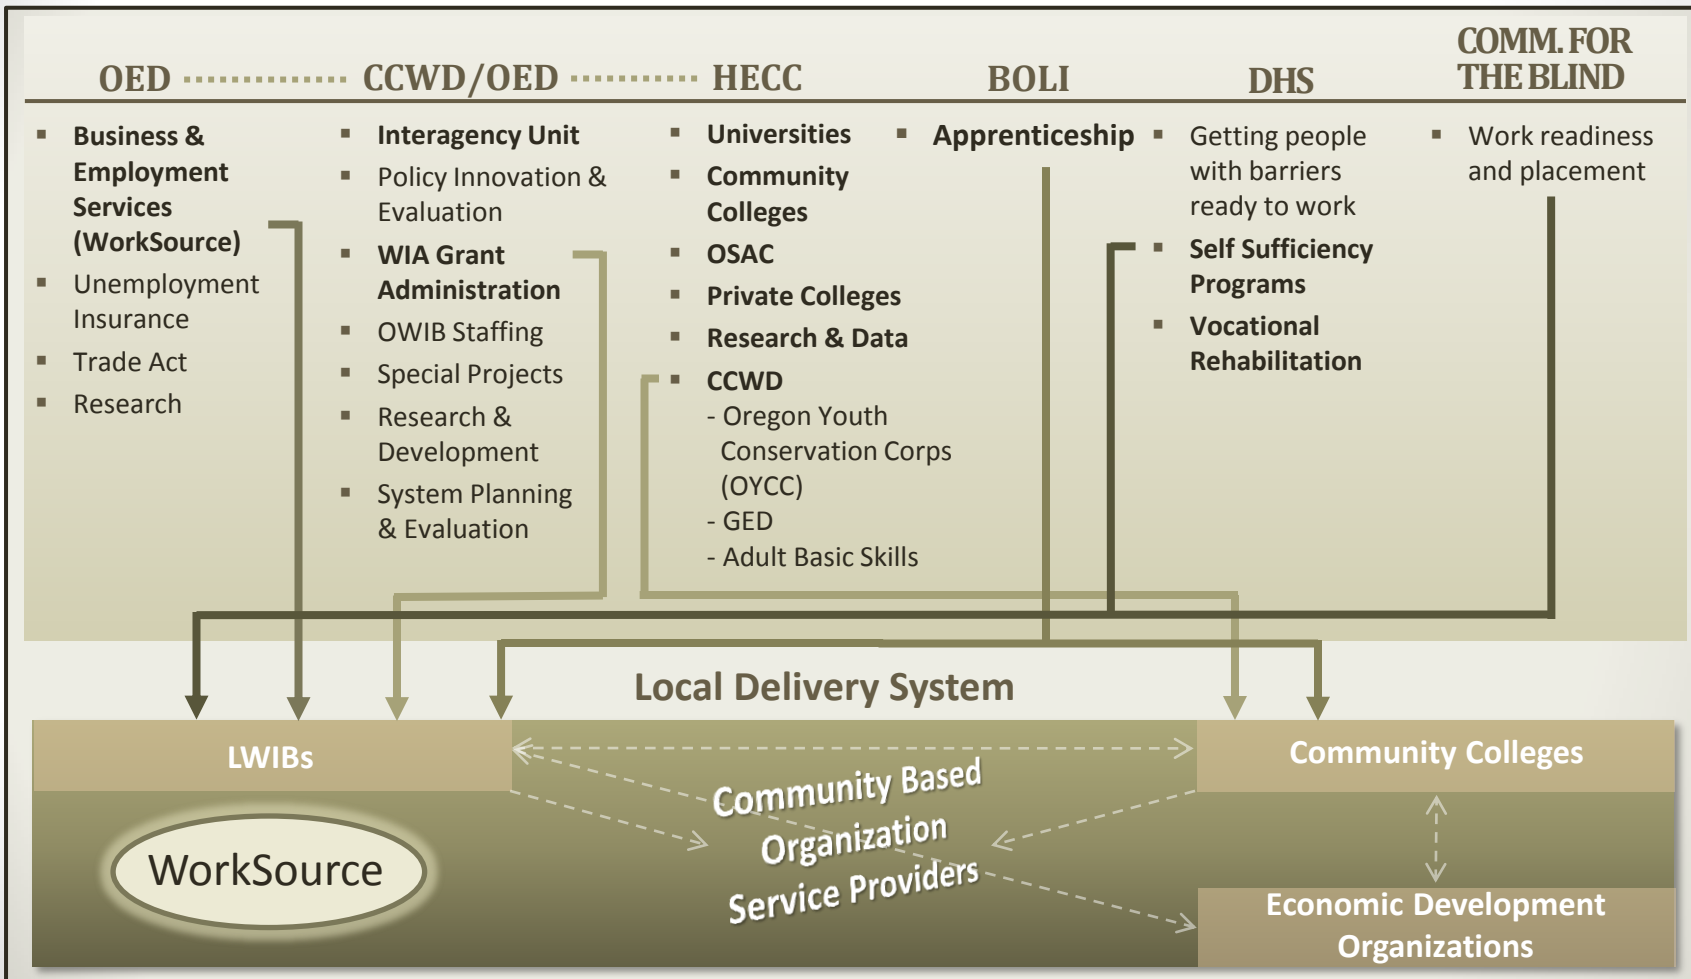 OED
CCWD/OED
HECC
BOLI
DHS
COMM. FOR
THE BLIND
▪ Business &
Employment
Services
(WorkSource)
▪ Unemployment
Insurance
▪ Trade Act
▪ Research
▪ Interagency Unit
▪ Policy Innovation &
Evaluation
▪ WIA Grant
Administration
▪ OWIB Staffing
▪ Special Projects
▪ Research &
Development
▪ System Planning
& Evaluation
▪ Universities
▪ Community
Colleges
▪ OSAC
▪ Private Colleges
▪ Research & Data
▪ CCWD
- Oregon Youth
Conservation Corps
(OYCC)
- GED
- Adult Basic Skills
▪ Apprenticeship
▪ Getting people
with barriers
ready to work
▪ Self Sufficiency
Programs
▪ Vocational
Rehabilitation
▪ Work readiness
and placement
Local Delivery System
LWIBs
WorkSource
Community Based
Organization
Service Providers
Community Colleges
Economic Development
Organizations